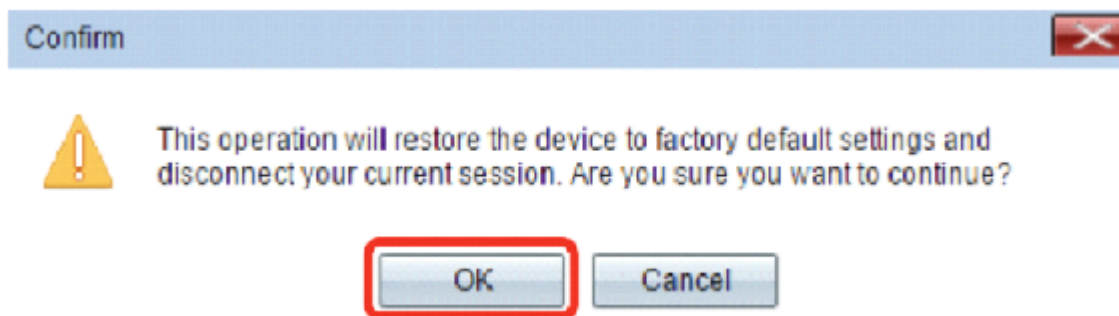 Confirm
This operation will restore the device to factory default settings and
disconnect your current session. Are you sure you want to continue?
OK Cancel